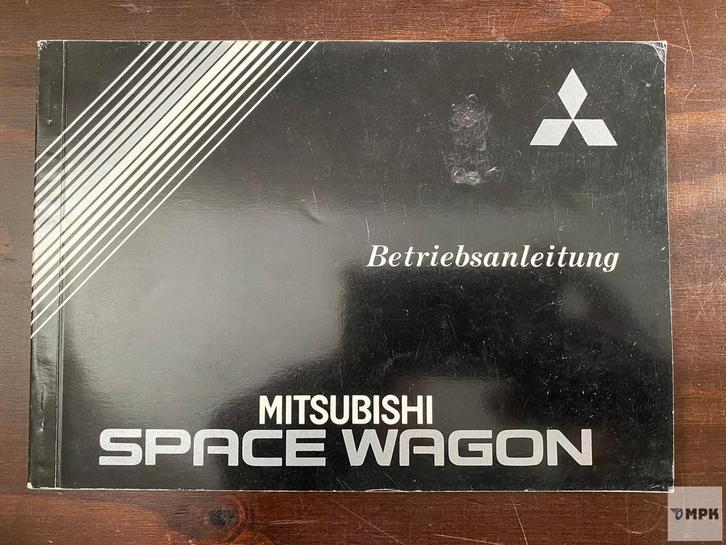 Betriebsanleitung
MITSUBISHI
SPACE WAGON
MPK